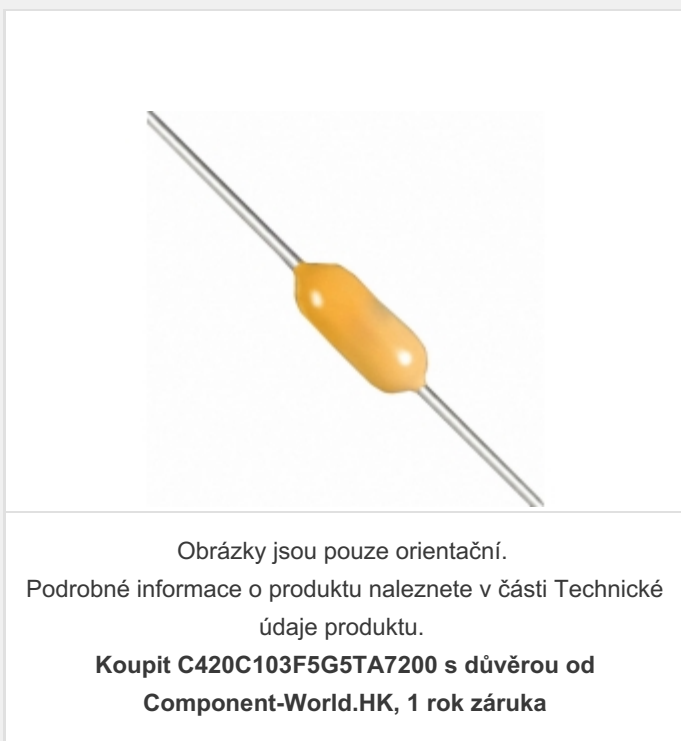 Obrázky jsou pouze orientační.
Podrobné informace o produktu naleznete v části Technické
údaje produktu.
Koupit C420C103F5G5TA7200 s důvěrou od
Component-World.HK, 1 rok záruka